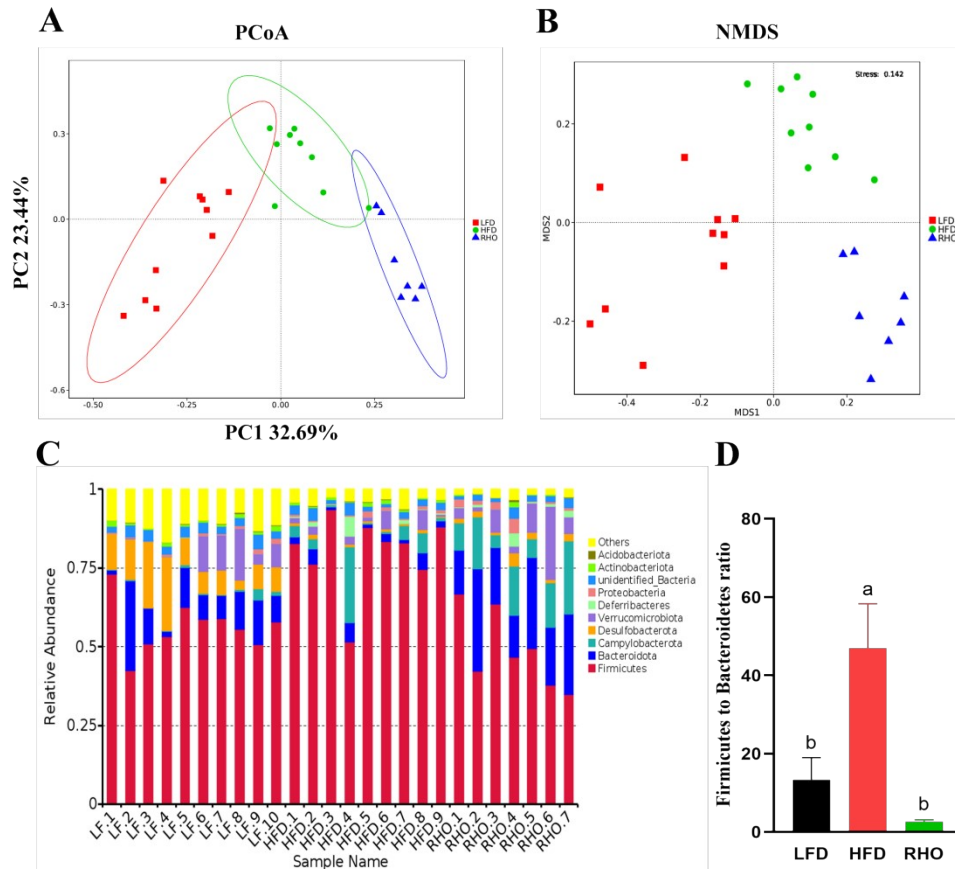 A
PCoA
PC2 23.44%
0.3
0.0
-0.3
-0.6
-0.50
-0.25
0.00
0.25
PC1 32.69%
LFD
HFD
RHO
B
NMDS
Stress: 0.142
MDS2
0.2
0.0
-0.2
-0.4
-0.2
0.0
0.2
MDS1
LFD
HFD
RHO
C
Relative Abundance
1
0.75
0.5
0.25
0
LF.1
LF.2
LF.3
LF.4
LF.5
LF.6
LF.7
LF.8
LF.9
LF.10
HFD.1
HFD.2
HFD.3
HFD.4
HFD.5
HFD.6
HFD.7
HFD.8
HFD.9
RHO.1
RHO.2
RHO.3
RHO.4
RHO.5
RHO.6
RHO.7
Sample Name
Others
Acidobacteriota
Actinobacteriota
unidentified_Bacteria
Proteobacteria
Deferribacteres
Verrucomicrobiota
Desulfobacterota
Campylobacterota
Bacteroidota
Firmicutes
D
Firmicutes to Bacteroidetes ratio
80
60
40
20
0
b
a
b
LFD
HFD
RHO